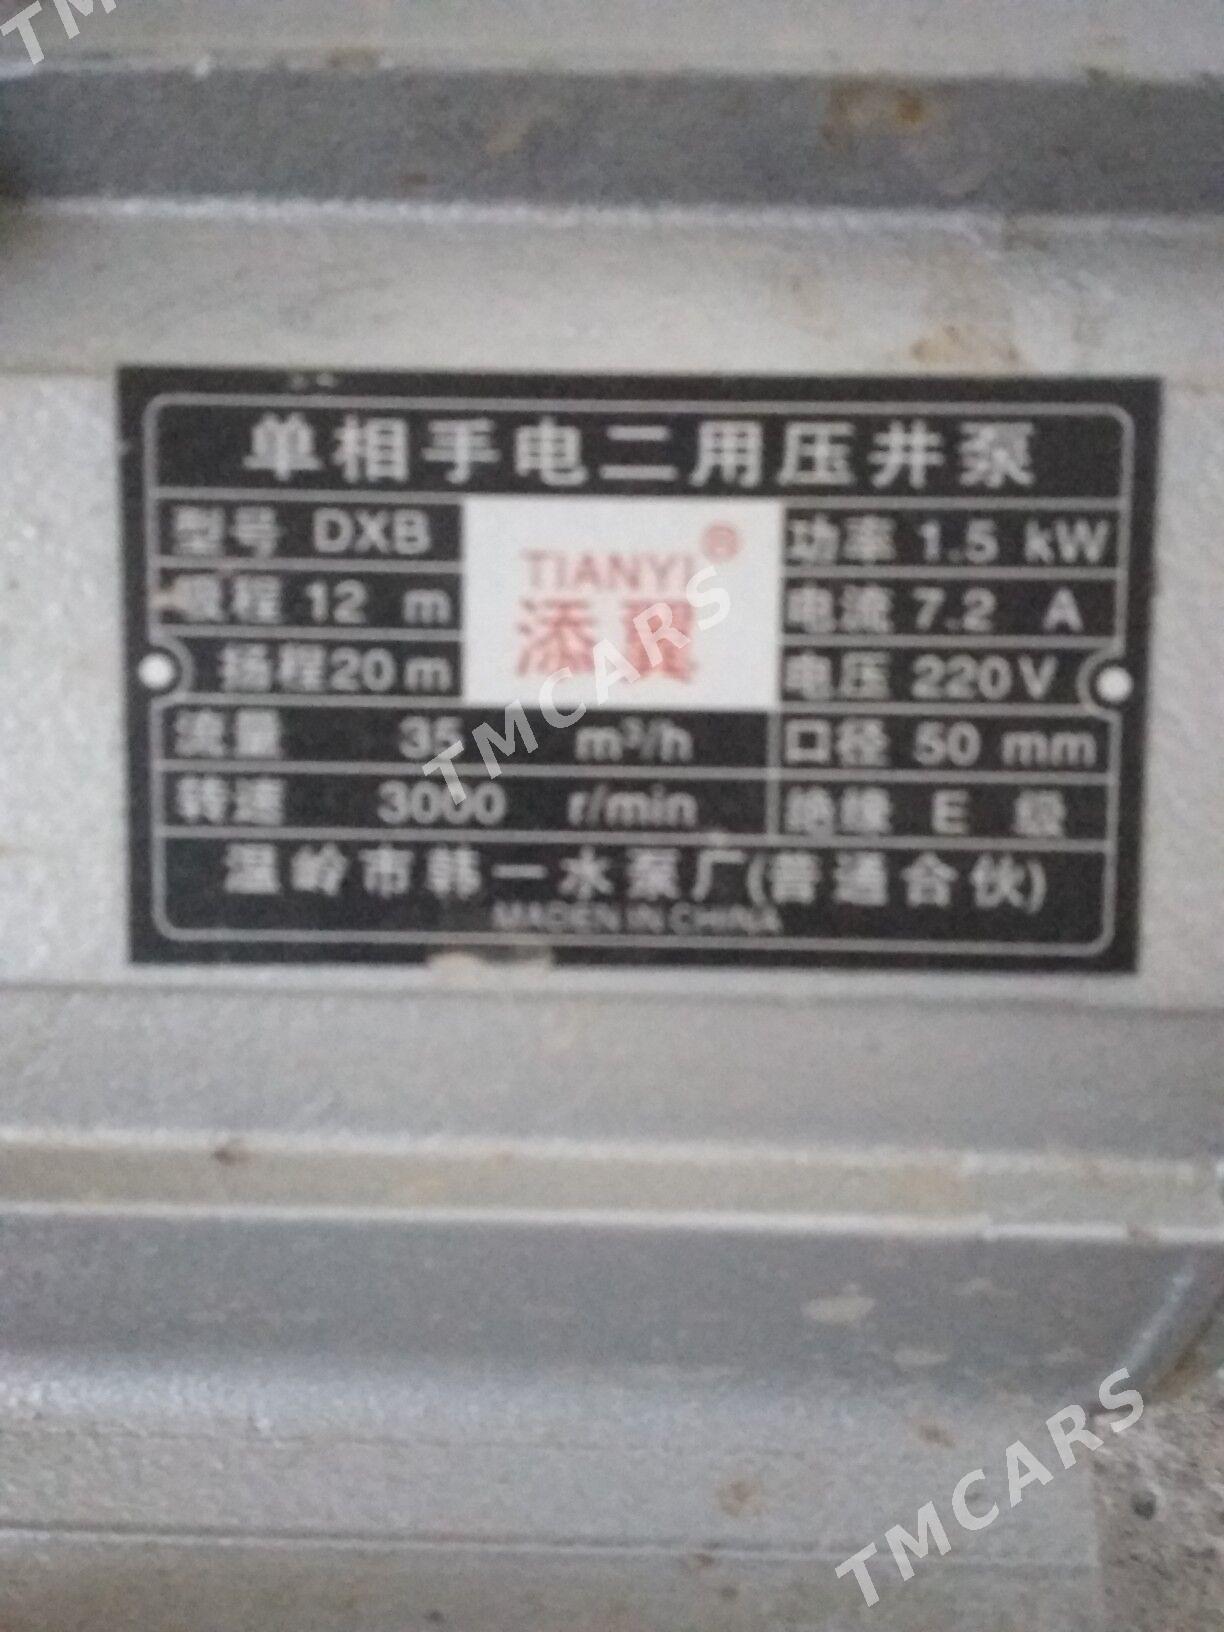 TM
单相手电二用压井泵
型号 DXB
TIANYI ®
添翼
功率 1.5 kW
吸程 12 m
电流 7.2 A
扬程 20 m
电压 220 V
流量 35 m³/h
口径 50 mm
转速 3000 r/min
绝缘 E 级
温岭市韩一水泵厂(普通合伙)
MADEN IN CHINA
TMCARS
TMCARS